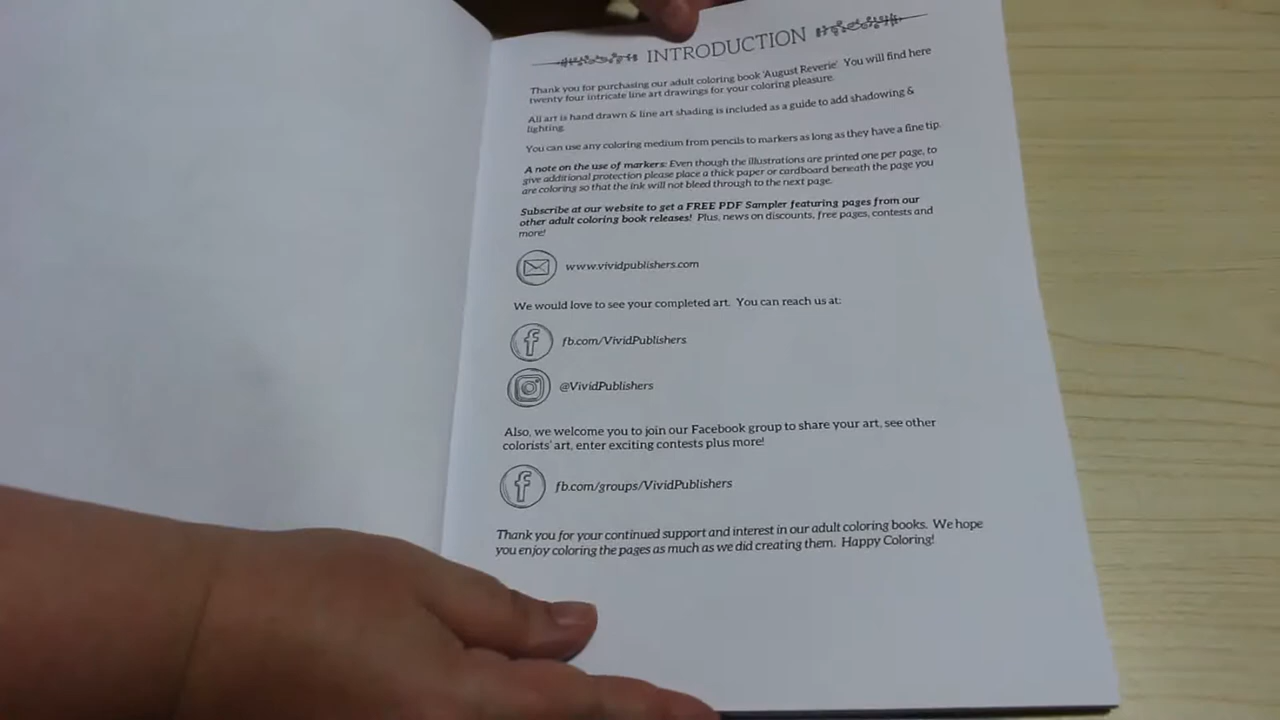 INTRODUCTION
Thank you for purchasing our adult coloring book 'August Reverie'. You will find here
twenty four intricate line art drawings for your coloring pleasure.
All art is hand drawn & line art shading is included as a guide to add shadowing &
lighting.
You can use any coloring medium from pencils to markers as long as they have a fine tip.
A note on the use of markers: Even though the illustrations are printed one per page, to
give additional protection please place a thick paper or cardboard beneath the page you
are coloring so that the ink will not bleed through to the next page.
Subscribe at our website to get a FREE PDF Sampler featuring pages from our
other adult coloring book releases! Plus, news on discounts, free pages, contests and
more!
www.vividpublishers.com
We would love to see your completed art. You can reach us at:
fb.com/VividPublishers
@VividPublishers
Also, we welcome you to join our Facebook group to share your art, see other
colorists' art, enter exciting contests plus more!
fb.com/groups/VividPublishers
Thank you for your continued support and interest in our adult coloring books. We hope
you enjoy coloring the pages as much as we did creating them. Happy Coloring!